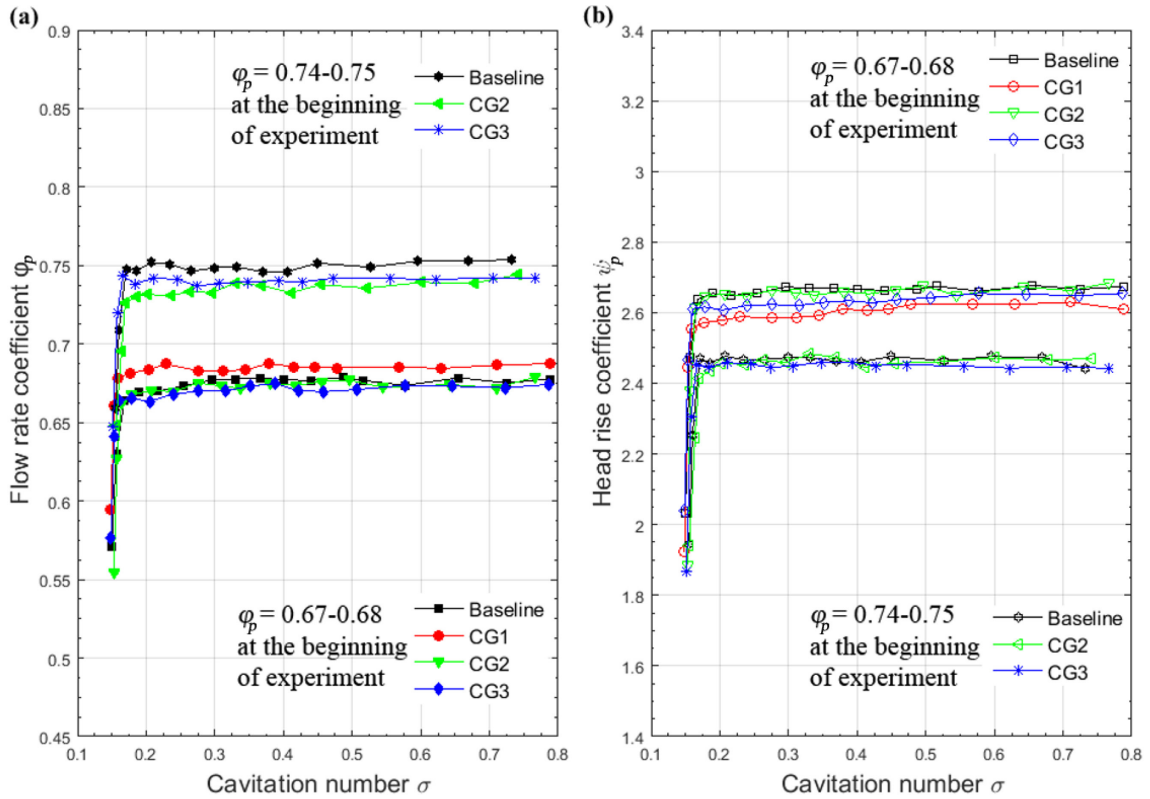 (a)
0.9
0.85
0.8
0.75
0.7
0.65
0.6
0.55
0.5
0.45
Flow rate coefficient φp
φp = 0.74-0.75
at the beginning
of experiment
Baseline
CG2
CG3
φp = 0.67-0.68
at the beginning
of experiment
Baseline
CG1
CG2
CG3
0.1 0.2 0.3 0.4 0.5 0.6 0.7 0.8
Cavitation number σ
(b)
3.4
3.2
3
2.8
2.6
2.4
2.2
2
1.8
1.6
1.4
Head rise coefficient ψp
φp = 0.67-0.68
at the beginning
of experiment
Baseline
CG1
CG2
CG3
φp = 0.74-0.75
at the beginning
of experiment
Baseline
CG2
CG3
0.1 0.2 0.3 0.4 0.5 0.6 0.7 0.8
Cavitation number σ